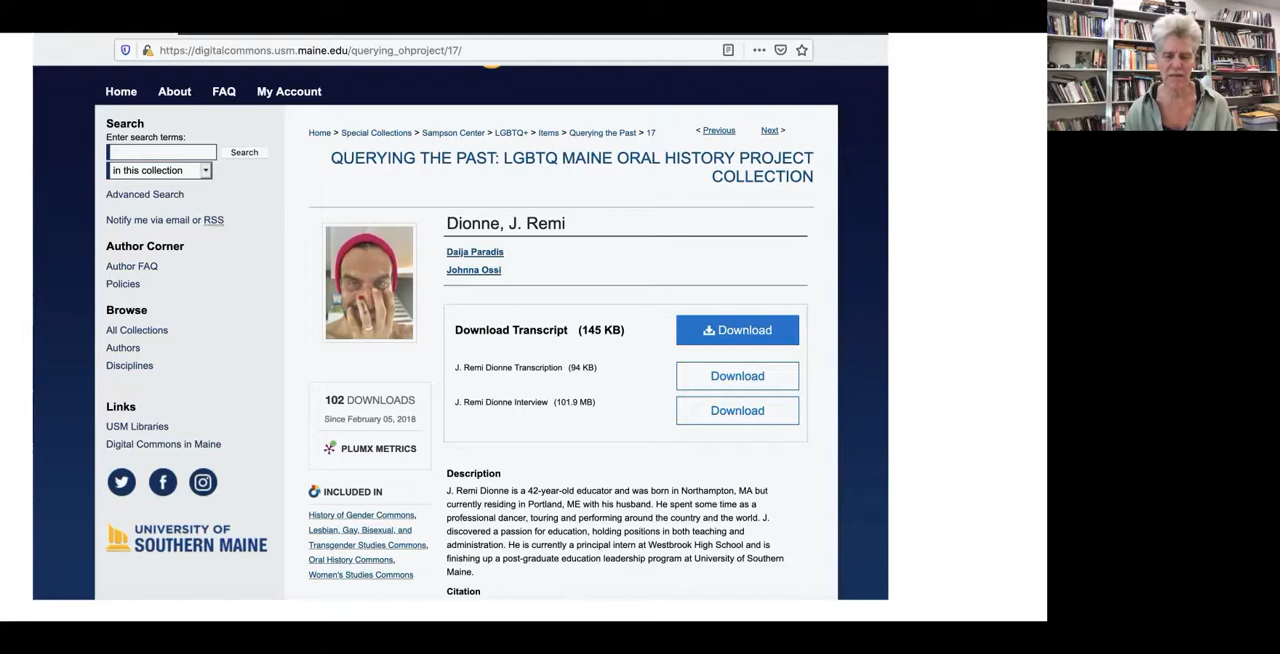 https://digitalcommons.usm.maine.edu/querying_ohproject/17/
Home About FAQ My Account
Search
Enter search terms:
Search
in this collection
Advanced Search
Notify me via email or RSS
Author Corner
Author FAQ
Policies
Browse
All Collections
Authors
Disciplines
Links
USM Libraries
Digital Commons in Maine
UNIVERSITY OF
SOUTHERN MAINE
Home > Special Collections > Sampson Center > LGBTQ+ > Items > Querying the Past > 17
< Previous Next >
QUERYING THE PAST: LGBTQ MAINE ORAL HISTORY PROJECT
COLLECTION
Dionne, J. Remi
Daija Paradis
Johnna Ossi
Download Transcript (145 KB) Download
J. Remi Dionne Transcription (94 KB) Download
J. Remi Dionne Interview (101.9 MB) Download
102 DOWNLOADS
Since February 05, 2018
PLUMX METRICS
INCLUDED IN
History of Gender Commons,
Lesbian, Gay, Bisexual, and
Transgender Studies Commons,
Oral History Commons,
Women's Studies Commons
Description
J. Remi Dionne is a 42-year-old educator and was born in Northampton, MA but
currently residing in Portland, ME with his husband. He spent some time as a
professional dancer, touring and performing around the country and the world. J.
discovered a passion for education, holding positions in both teaching and
administration. He is currently a principal intern at Westbrook High School and is
finishing up a post-graduate education leadership program at University of Southern
Maine.
Citation